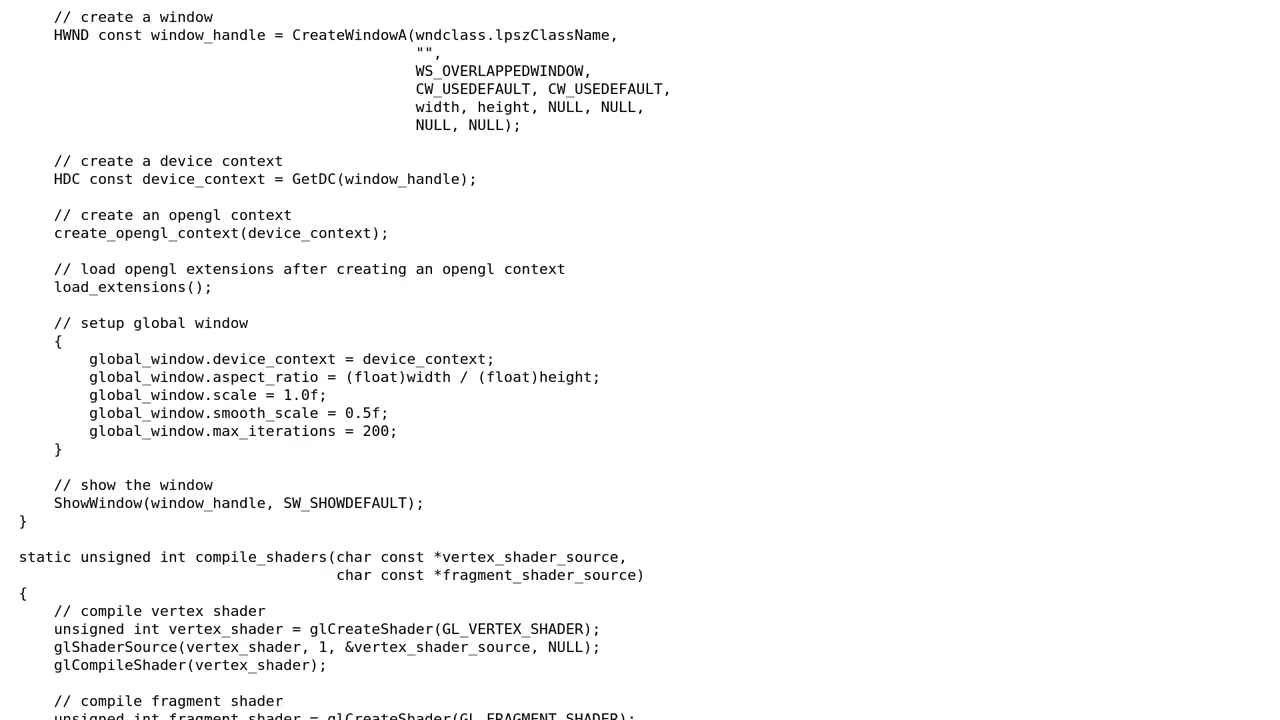 // create a window
HWND const window_handle = CreateWindowA(wndclass.lpszClassName,
"",
WS_OVERLAPPEDWINDOW,
CW_USEDEFAULT, CW_USEDEFAULT,
width, height, NULL, NULL,
NULL, NULL);
// create a device context
HDC const device_context = GetDC(window_handle);
// create an opengl context
create_opengl_context(device_context);
// load opengl extensions after creating an opengl context
load_extensions();
// setup global window
{
global_window.device_context = device_context;
global_window.aspect_ratio = (float)width / (float)height;
global_window.scale = 1.0f;
global_window.smooth_scale = 0.5f;
global_window.max_iterations = 200;
}
// show the window
ShowWindow(window_handle, SW_SHOWDEFAULT);
}
static unsigned int compile_shaders(char const *vertex_shader_source,
char const *fragment_shader_source)
{
// compile vertex shader
unsigned int vertex_shader = glCreateShader(GL_VERTEX_SHADER);
glShaderSource(vertex_shader, 1, &vertex_shader_source, NULL);
glCompileShader(vertex_shader);
// compile fragment shader
unsigned int fragment_shader = glCreateShader(GL_FRAGMENT_SHADER);